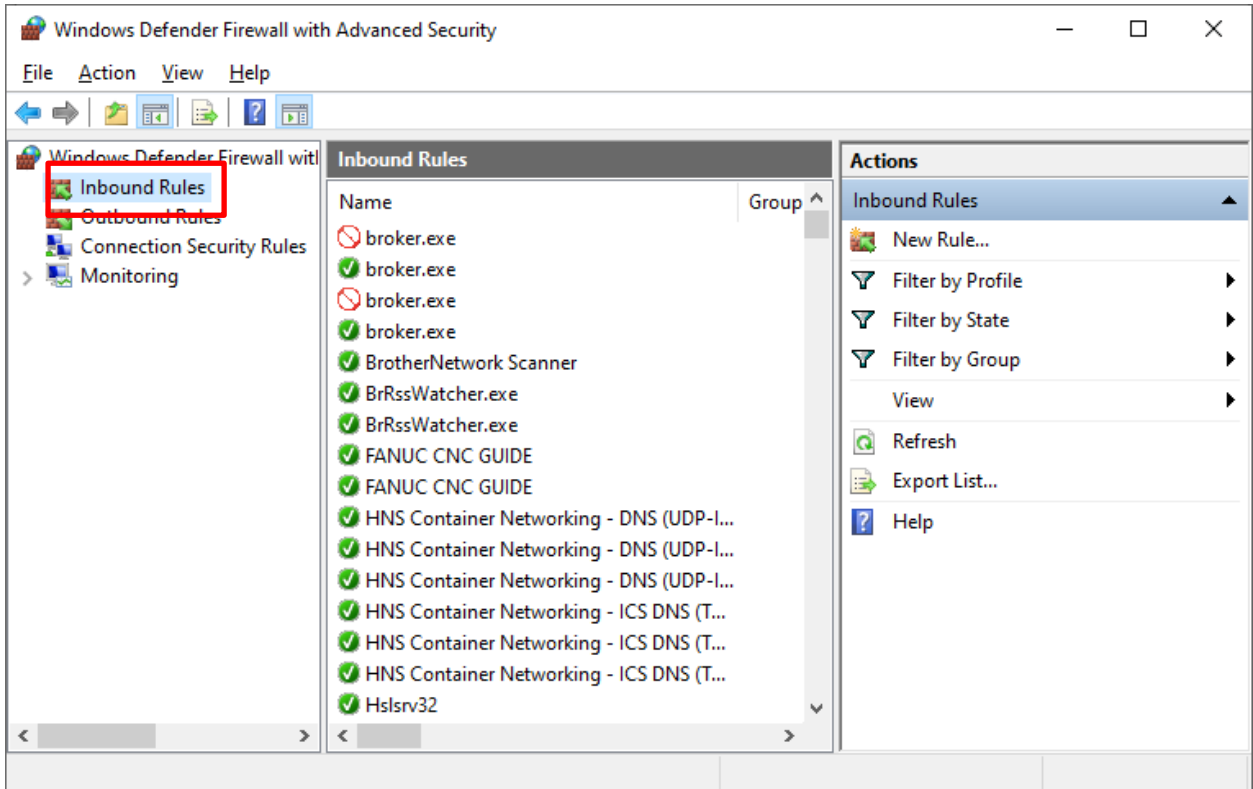 Windows Defender Firewall with Advanced Security
File Action View Help
Windows Defender Firewall with
Inbound Rules
Outbound Rules
Connection Security Rules
Monitoring
Inbound Rules
Name Group
broker.exe
broker.exe
broker.exe
broker.exe
BrotherNetwork Scanner
BrRssWatcher.exe
BrRssWatcher.exe
FANUC CNC GUIDE
FANUC CNC GUIDE
HNS Container Networking - DNS (UDP-I...
HNS Container Networking - DNS (UDP-I...
HNS Container Networking - DNS (UDP-I...
HNS Container Networking - ICS DNS (T...
HNS Container Networking - ICS DNS (T...
HNS Container Networking - ICS DNS (T...
Hslsrv32
Actions
Inbound Rules
New Rule...
Filter by Profile
Filter by State
Filter by Group
View
Refresh
Export List...
Help